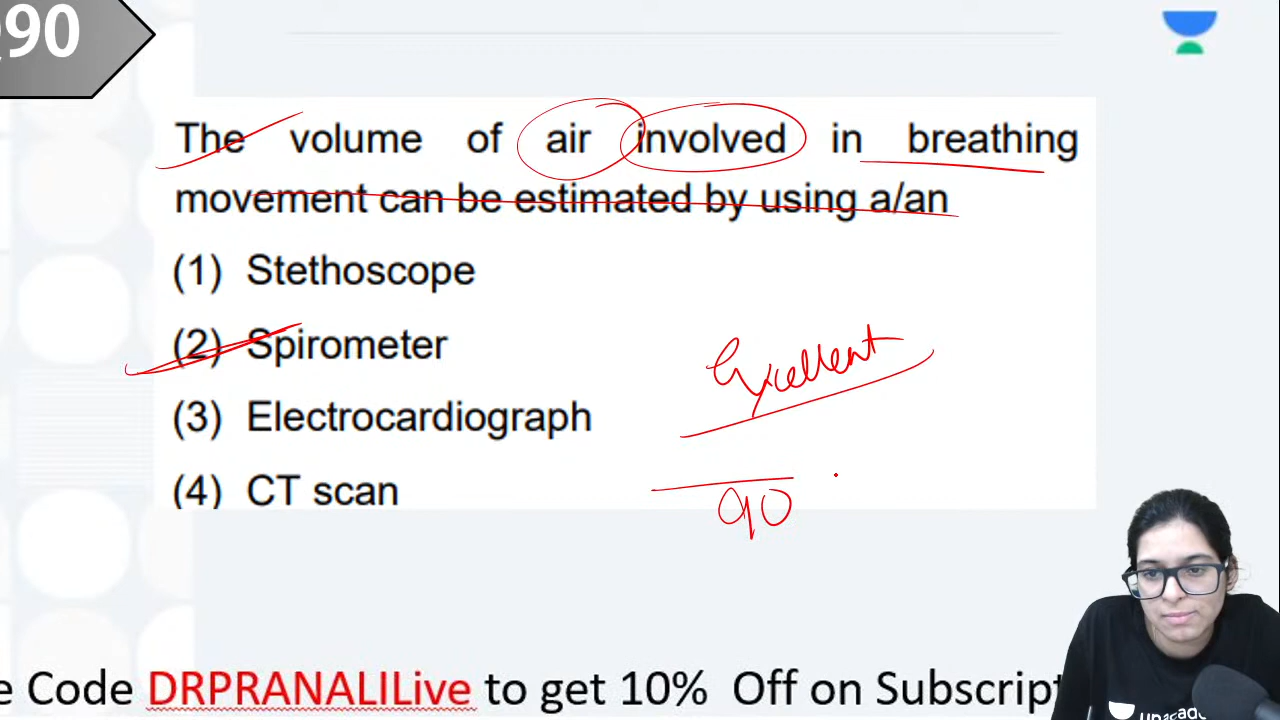 90
The volume of air involved in breathing
movement can be estimated by using a/an
(1) Stethoscope
(2) Spirometer
(3) Electrocardiograph
(4) CT scan
Excellent
90
e Code DRPRANALILive to get 10% Off on Subscript